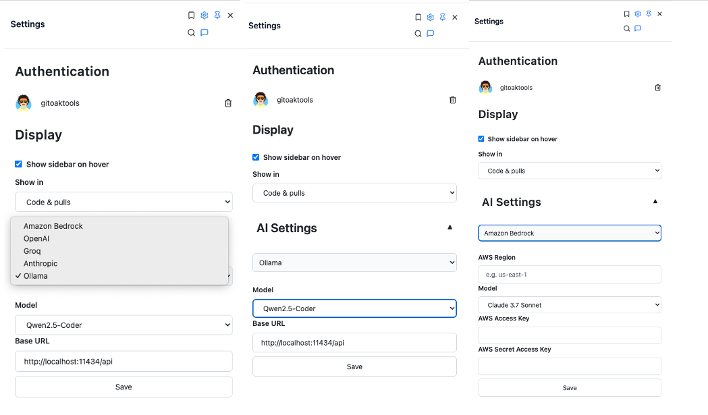 Settings
Authentication
gitoaktools
Display
Show sidebar on hover
Show in
Code & pulls
Amazon Bedrock
OpenAI
Groq
Anthropic
✓ Ollama
Model
Qwen2.5-Coder
Base URL
http://localhost:11434/api
Save
Settings
Authentication
gitoaktools
Display
Show sidebar on hover
Show in
Code & pulls
AI Settings
Ollama
Model
Qwen2.5-Coder
Base URL
http://localhost:11434/api
Save
Settings
Authentication
gitoaktools
Display
Show sidebar on hover
Show in
Code & pulls
AI Settings
Amazon Bedrock
AWS Region
e.g. us-east-1
Model
Claude 3.7 Sonnet
AWS Access Key
AWS Secret Access Key
Save